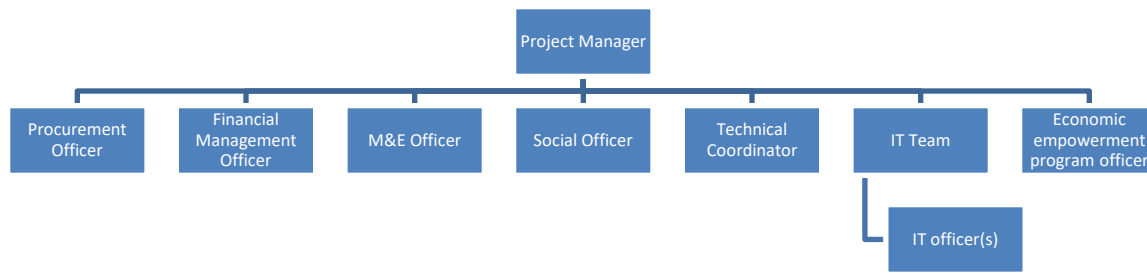 Project Manager
Procurement
Officer
Financial
Management
Officer
M&E Officer
Social Officer
Technical
Coordinator
IT Team
Economic
empowerment
program officer
IT officer(s)